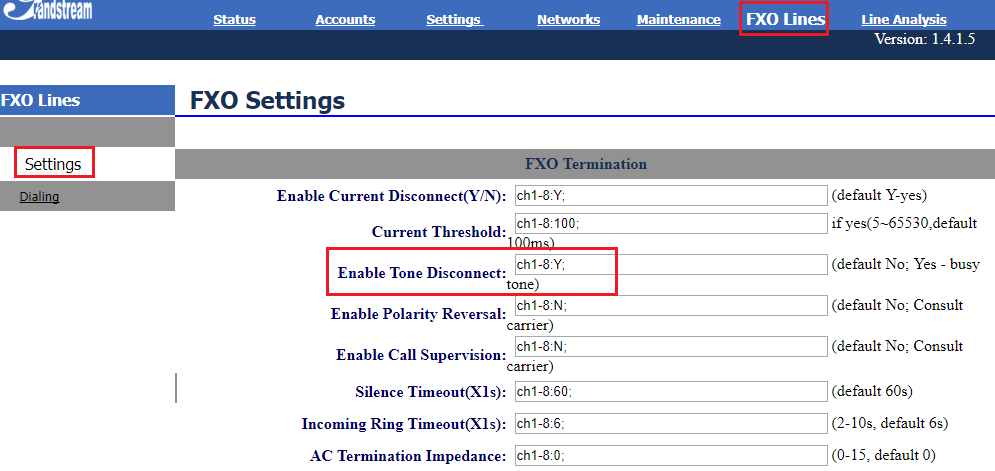 Grandstream
Status Accounts Settings Networks Maintenance FXO Lines Line Analysis
Version: 1.4.1.5
FXO Lines
FXO Settings
Settings
Dialing
FXO Termination
Enable Current Disconnect(Y/N): ch1-8:Y; (default Y-yes)
Current Threshold: ch1-8:100; if yes(5~65530,default
100ms)
Enable Tone Disconnect: ch1-8:Y; (default No; Yes - busy
tone)
Enable Polarity Reversal: ch1-8:N; (default No; Consult
carrier)
Enable Call Supervision: ch1-8:N; (default No; Consult
carrier)
Silence Timeout(X1s): ch1-8:60; (default 60s)
Incoming Ring Timeout(X1s): ch1-8:6; (2-10s, default 6s)
AC Termination Impedance: ch1-8:0; (0-15, default 0)